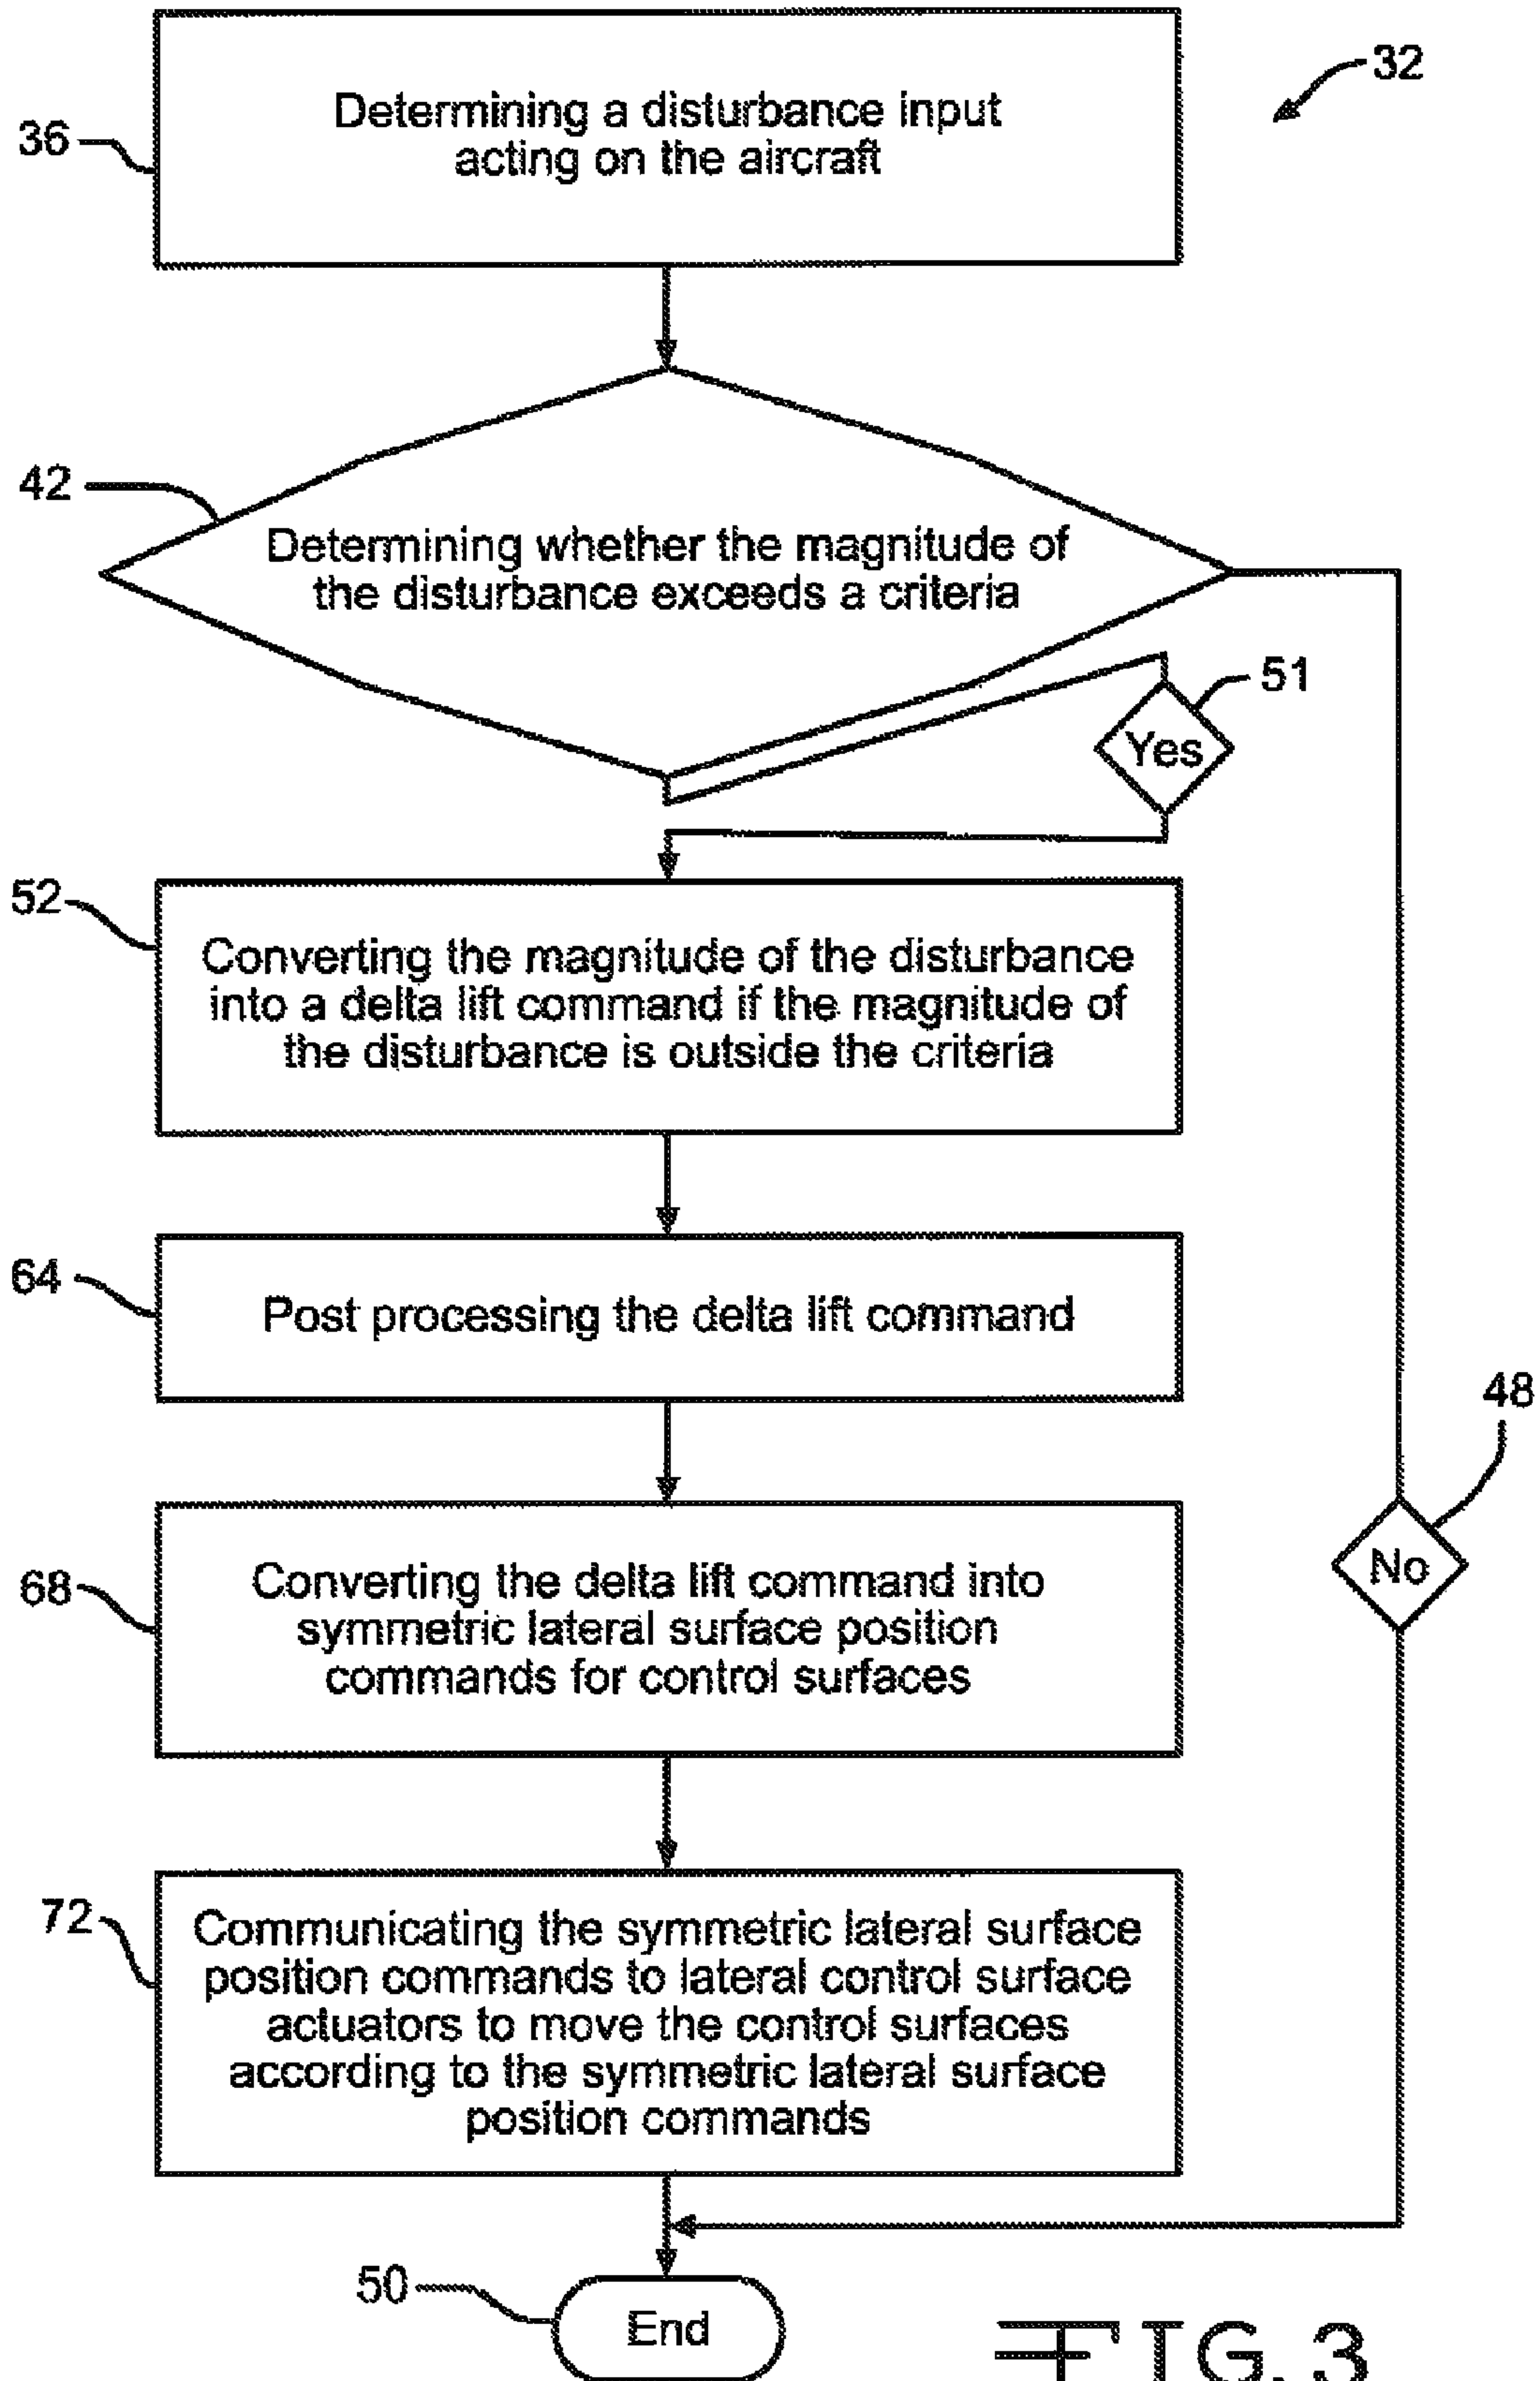 32
36
Determining a disturbance input
acting on the aircraft
42
Determining whether the magnitude of
the disturbance exceeds a criteria
51
Yes
52
Converting the magnitude of the disturbance
into a delta lift command if the magnitude of
the disturbance is outside the criteria
64
Post processing the delta lift command
48
No
68
Converting the delta lift command into
symmetric lateral surface position
commands for control surfaces
72
Communicating the symmetric lateral surface
position commands to lateral control surface
actuators to move the control surfaces
according to the symmetric lateral surface
position commands
50
End
FIG. 3